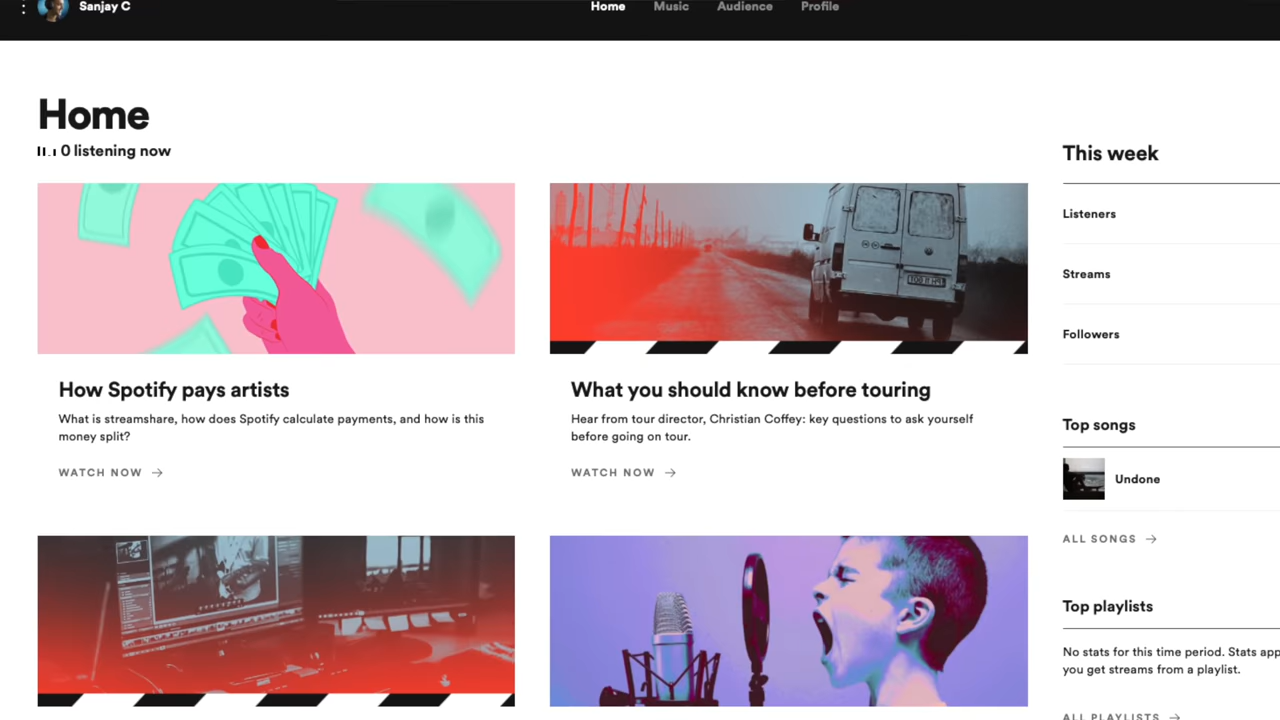 Sanjay C
Home
Music
Audience
Profile
Home
0 listening now
How Spotify pays artists
What is streamshare, how does Spotify calculate payments, and how is this
money split?
WATCH NOW
What you should know before touring
Hear from tour director, Christian Coffey: key questions to ask yourself
before going on tour.
WATCH NOW
This week
Listeners
Streams
Followers
Top songs
Undone
ALL SONGS
Top playlists
No stats for this time period. Stats app
you get streams from a playlist.
ALL PLAYLISTS